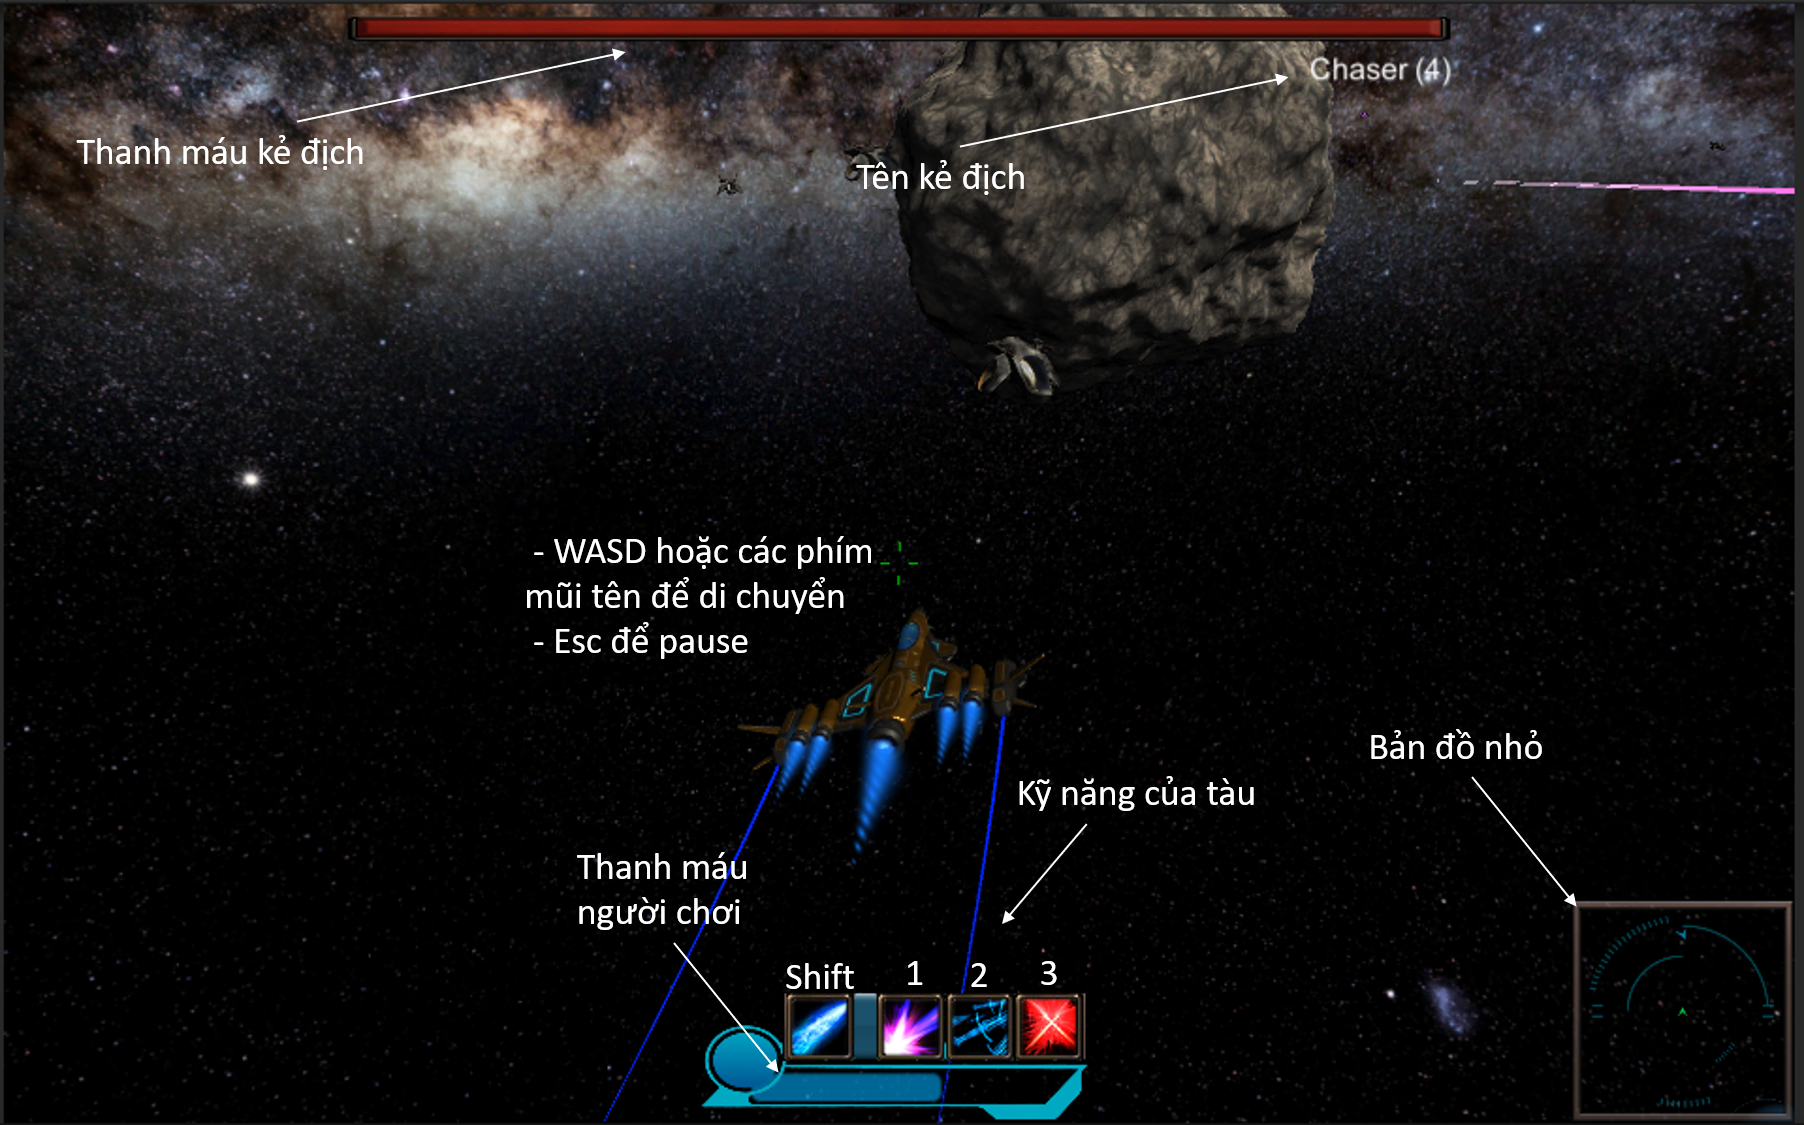 Chaser (4)
Thanh máu kẻ địch
Tên kẻ địch
- WASD hoặc các phím
mũi tên để di chuyển
- Esc để pause
Bản đồ nhỏ
Kỹ năng của tàu
Thanh máu
người chơi
Shift 1 2 3